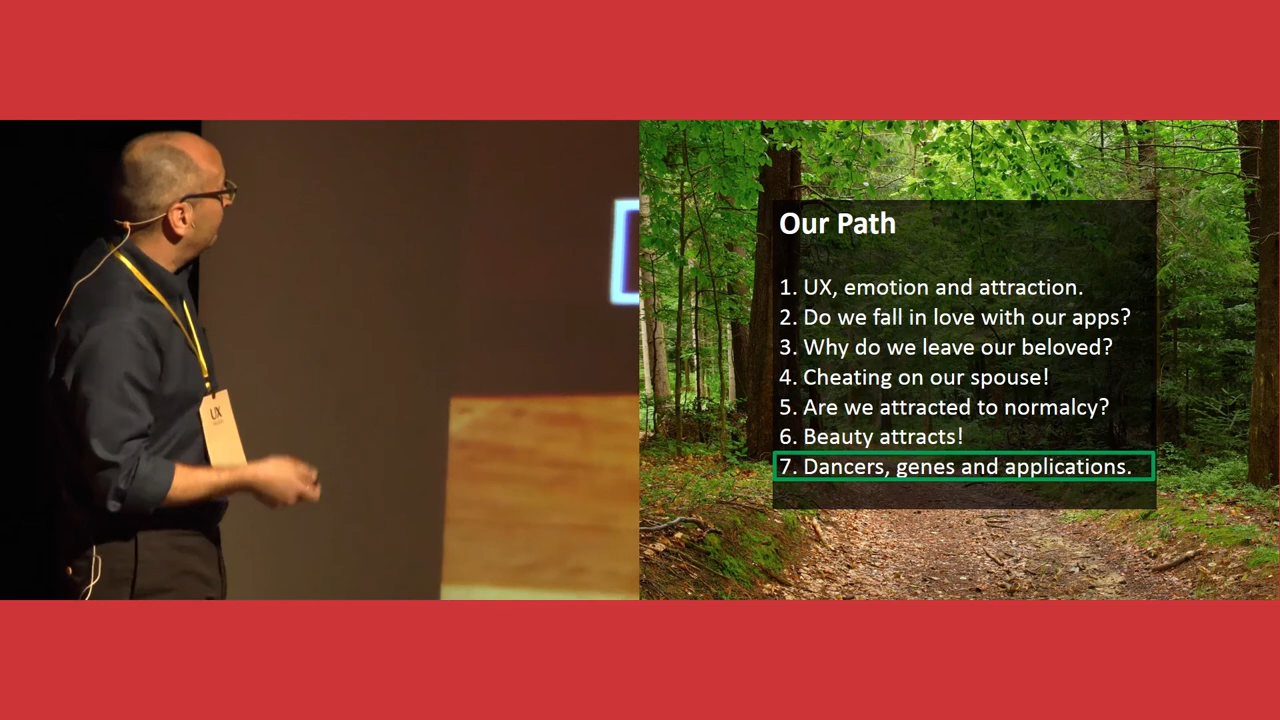 UX
Our Path
1. UX, emotion and attraction.
2. Do we fall in love with our apps?
3. Why do we leave our beloved?
4. Cheating on our spouse!
5. Are we attracted to normalcy?
6. Beauty attracts!
7. Dancers, genes and applications.